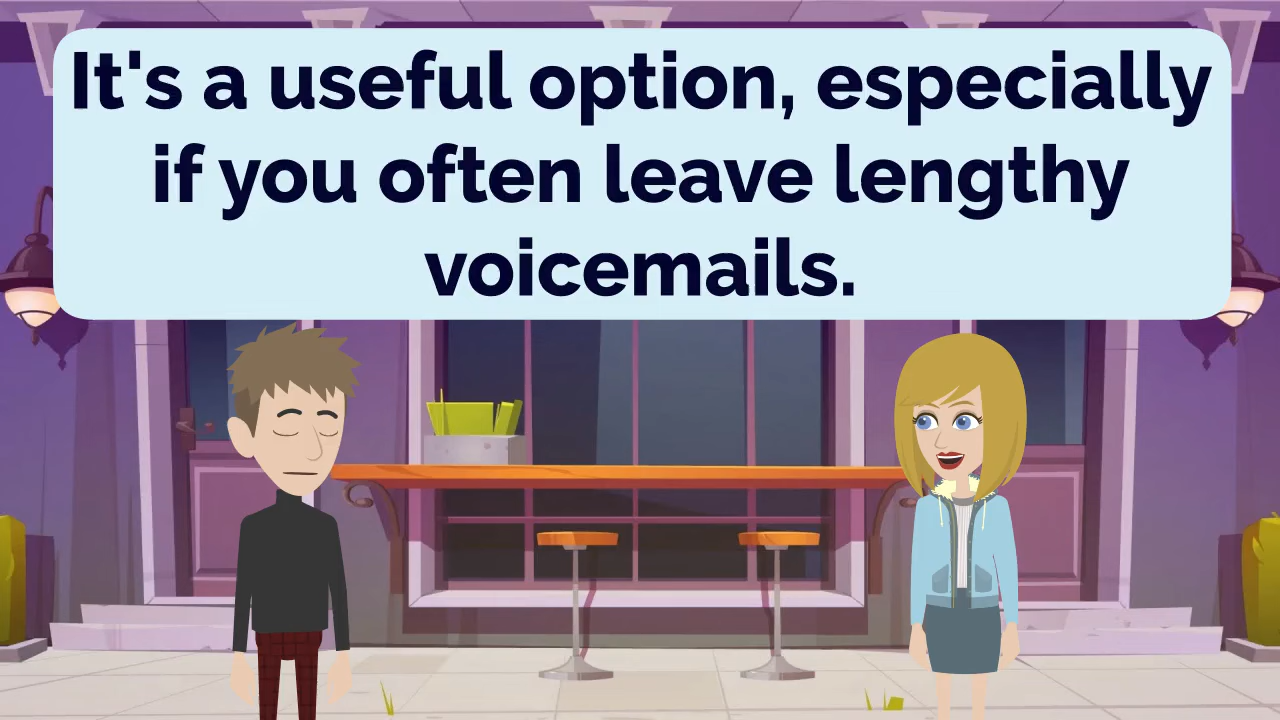 It's a useful option, especially
if you often leave lengthy
voicemails.